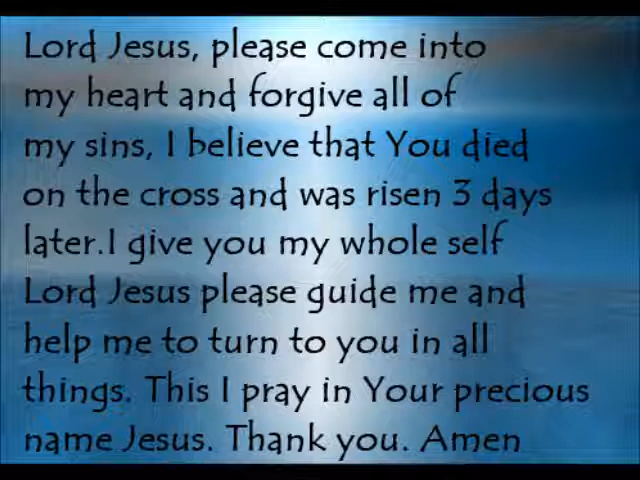 Lord Jesus, please come into
my heart and forgive all of
my sins, I believe that You died
on the cross and was risen 3 days
later.I give you my whole self
Lord Jesus please guide me and
help me to turn to you in all
things. This I pray in Your precious
name Jesus. Thank you. Amen